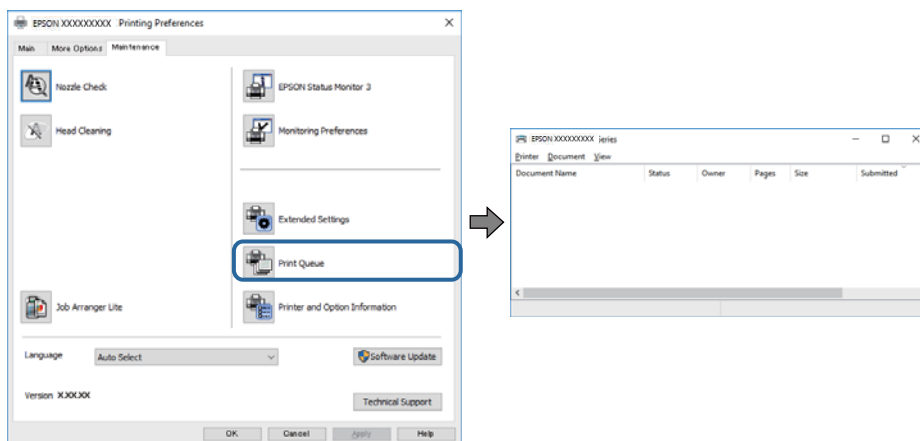 EPSON XXXXXXXXX Printing Preferences
Main More Options Maintenance
Nozzle Check
EPSON Status Monitor 3
Head Cleaning
Monitoring Preferences
Extended Settings
Print Queue
Job Arranger Lite
Printer and Option Information
Language Auto Select Software Update
Version X.XX.XX
Technical Support
OK Cancel Apply Help
EPSON XXXXXXXXX ieries
Printer Document View
Document Name Status Owner Pages Size Submitted